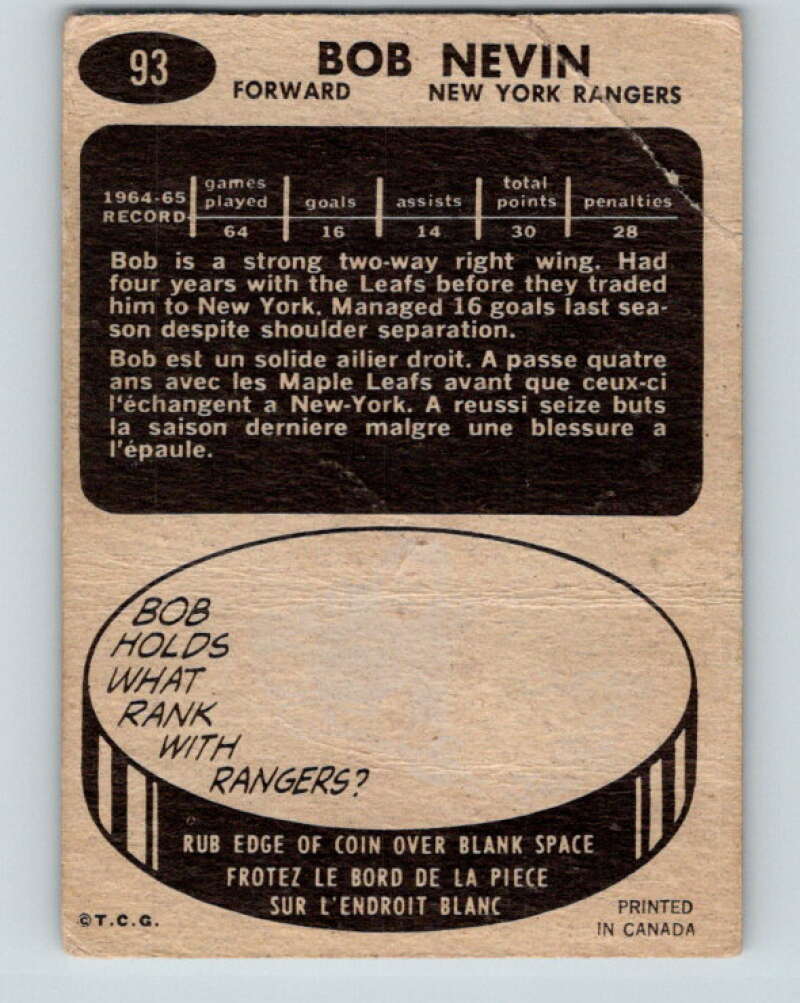 93
BOB NEVIN
FORWARD NEW YORK RANGERS
1964-65 RECORD games played goals assists total points penalties
64 16 14 30 28
Bob is a strong two-way right wing. Had
four years with the Leafs before they traded
him to New York. Managed 16 goals last sea-
son despite shoulder separation.
Bob est un solide ailier droit. A passe quatre
ans avec les Maple Leafs avant que ceux-ci
l'échangent a New-York. A reussi seize buts
la saison derniere malgre une blessure a
l'épaule.
BOB
HOLDS
WHAT
RANK
WITH
RANGERS?
RUB EDGE OF COIN OVER BLANK SPACE
FROTEZ LE BORD DE LA PIECE
SUR L'ENDROIT BLANC
©T.C.G.
PRINTED
IN CANADA